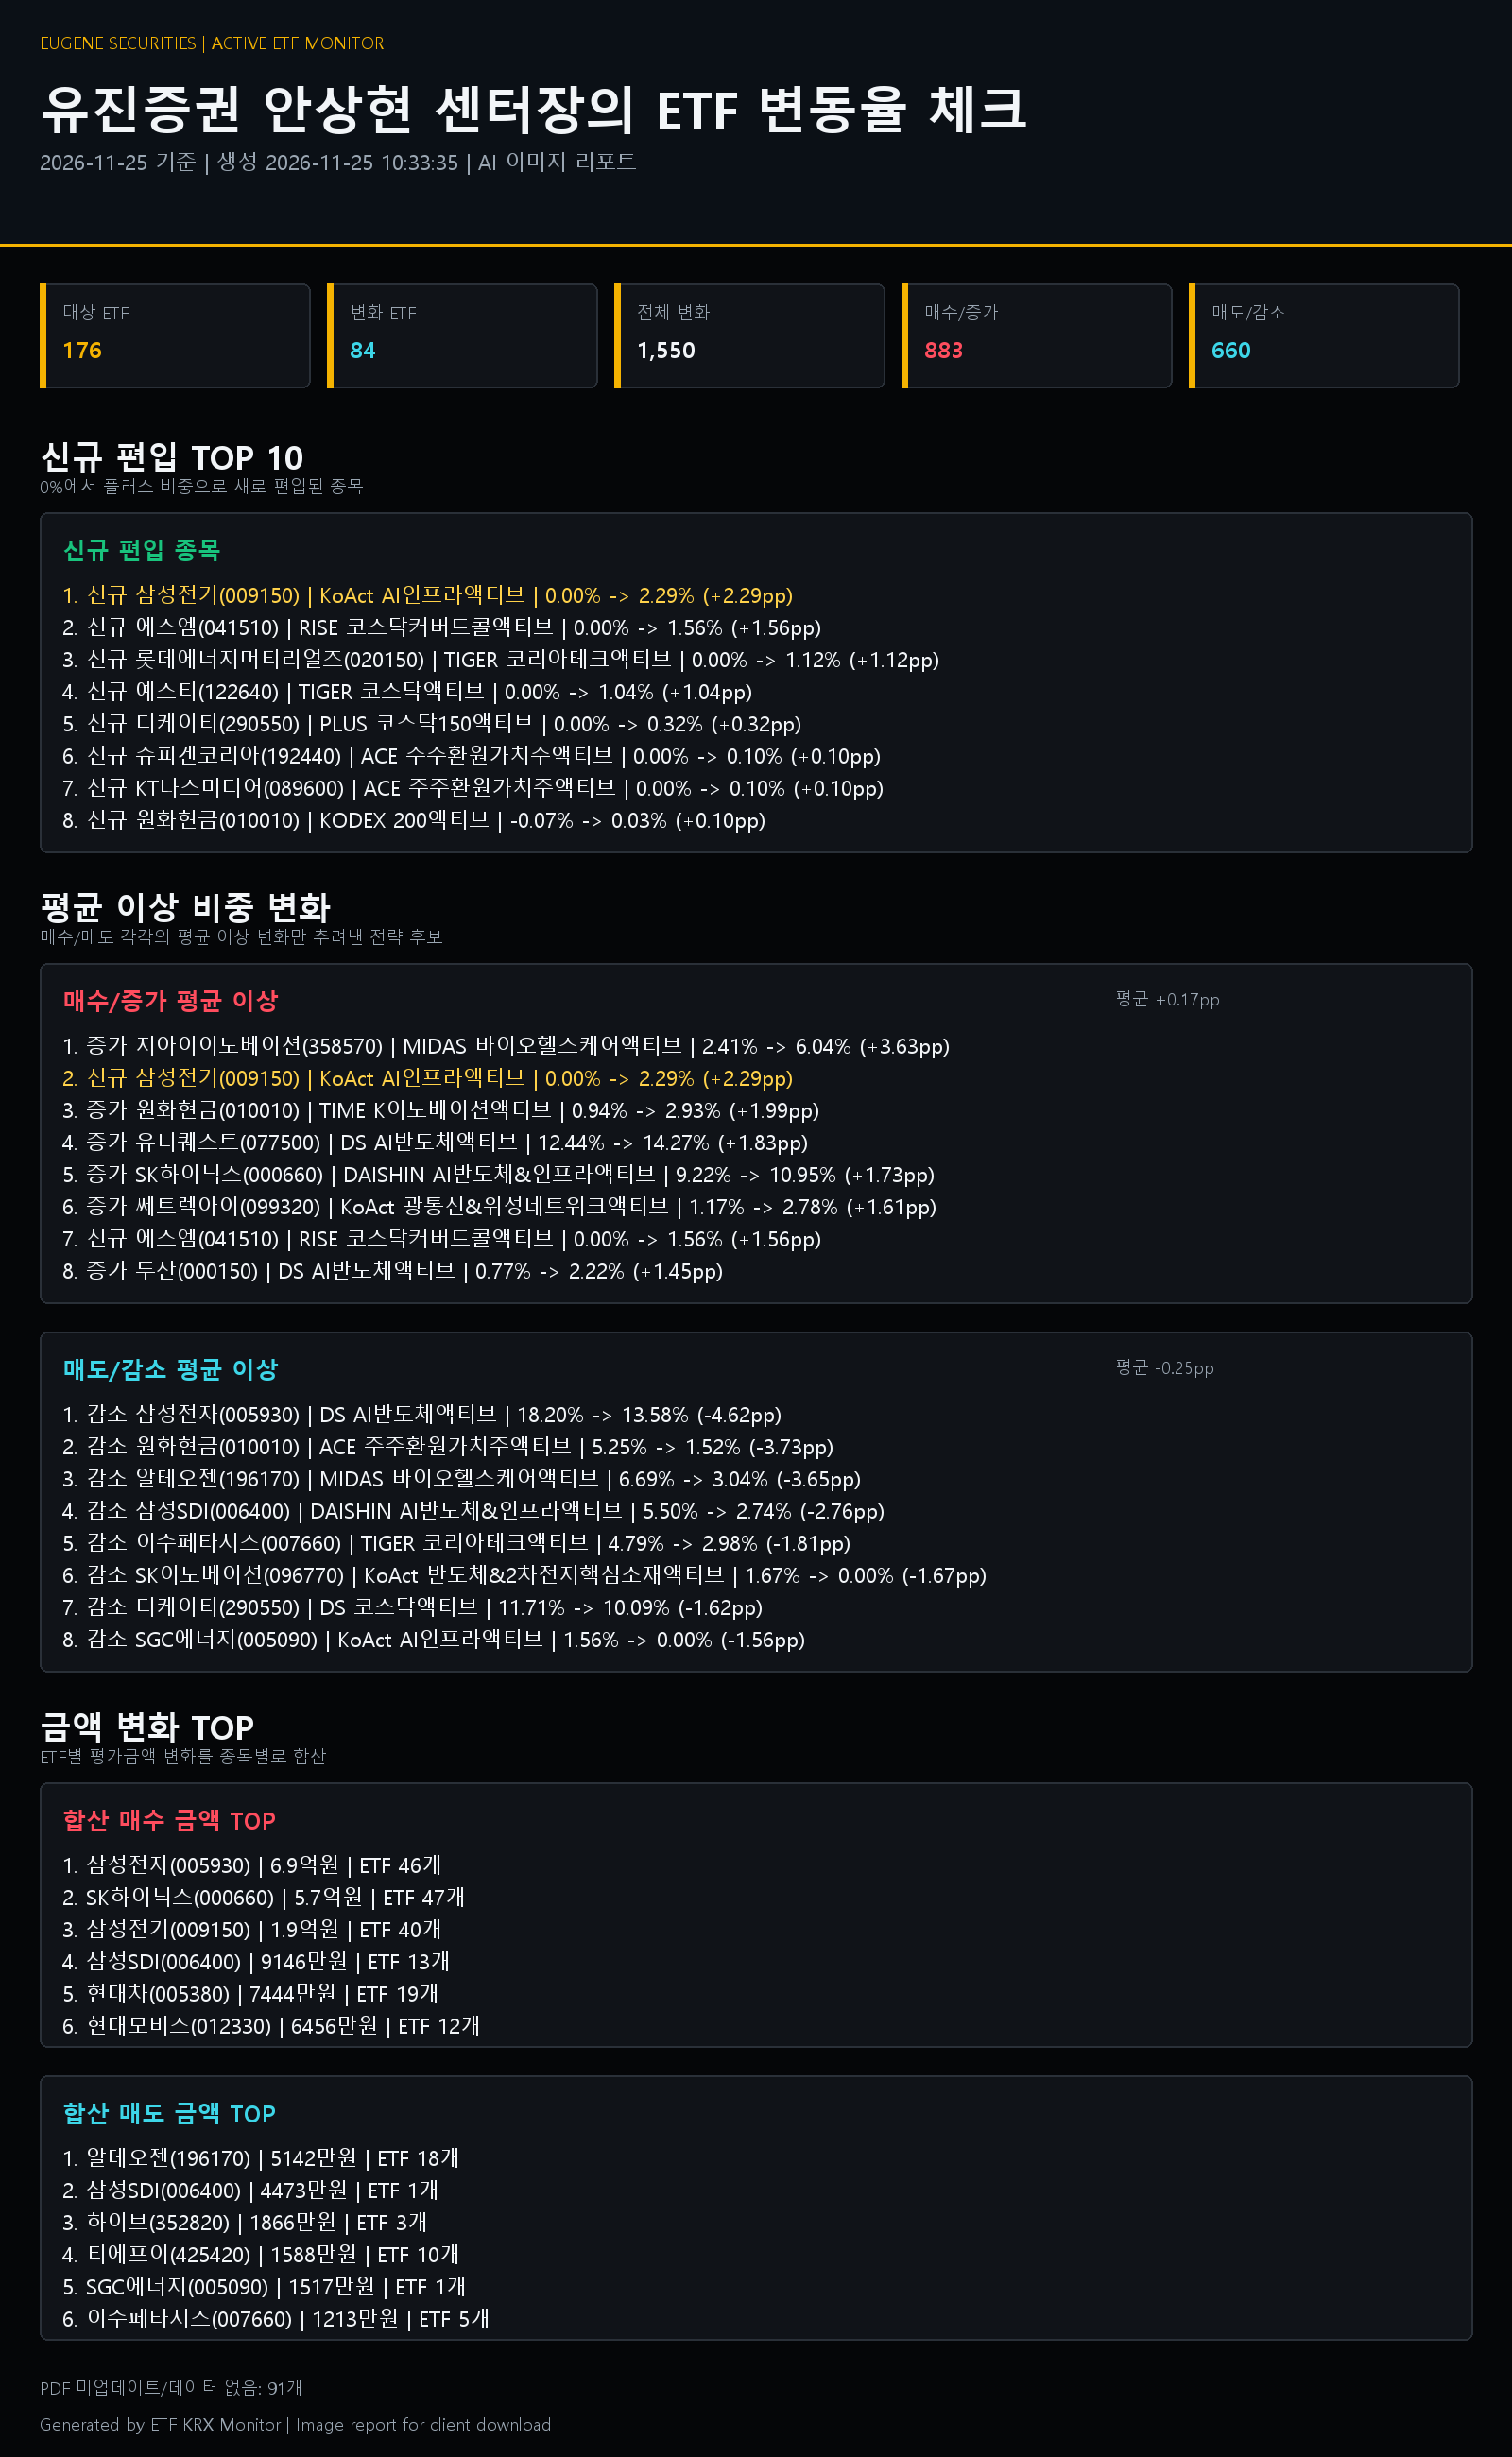 EUGENE SECURITIES | ACTIVE ETF MONITOR
유진증권 안상현 센터장의 ETF 변동율 체크
2026-11-25 기준 | 생성 2026-11-25 10:33:35 | AI 이미지 리포트
대상 ETF
176
변화 ETF
84
전체 변화
1,550
매수/증가
883
매도/감소
660
신규 편입 TOP 10
0%에서 플러스 비중으로 새로 편입된 종목
신규 편입 종목
1. 신규 삼성전기(009150) | KoAct AI인프라액티브 | 0.00% -> 2.29% (+2.29pp)
2. 신규 에스엠(041510) | RISE 코스닥커버드콜액티브 | 0.00% -> 1.56% (+1.56pp)
3. 신규 롯데에너지머티리얼즈(020150) | TIGER 코리아테크액티브 | 0.00% -> 1.12% (+1.12pp)
4. 신규 예스티(122640) | TIGER 코스닥액티브 | 0.00% -> 1.04% (+1.04pp)
5. 신규 디케이티(290550) | PLUS 코스닥150액티브 | 0.00% -> 0.32% (+0.32pp)
6. 신규 슈피겐코리아(192440) | ACE 주주환원가치주액티브 | 0.00% -> 0.10% (+0.10pp)
7. 신규 KT나스미디어(089600) | ACE 주주환원가치주액티브 | 0.00% -> 0.10% (+0.10pp)
8. 신규 원화현금(010010) | KODEX 200액티브 | -0.07% -> 0.03% (+0.10pp)
평균 이상 비중 변화
매수/매도 각각의 평균 이상 변화만 추려낸 전략 후보
매수/증가 평균 이상
평균 +0.17pp
1. 증가 지아이이노베이션(358570) | MIDAS 바이오헬스케어액티브 | 2.41% -> 6.04% (+3.63pp)
2. 신규 삼성전기(009150) | KoAct AI인프라액티브 | 0.00% -> 2.29% (+2.29pp)
3. 증가 원화현금(010010) | TIME K이노베이션액티브 | 0.94% -> 2.93% (+1.99pp)
4. 증가 유니퀘스트(077500) | DS AI반도체액티브 | 12.44% -> 14.27% (+1.83pp)
5. 증가 SK하이닉스(000660) | DAISHIN AI반도체&인프라액티브 | 9.22% -> 10.95% (+1.73pp)
6. 증가 쎄트렉아이(099320) | KoAct 광통신&위성네트워크액티브 | 1.17% -> 2.78% (+1.61pp)
7. 신규 에스엠(041510) | RISE 코스닥커버드콜액티브 | 0.00% -> 1.56% (+1.56pp)
8. 증가 두산(000150) | DS AI반도체액티브 | 0.77% -> 2.22% (+1.45pp)
매도/감소 평균 이상
평균 -0.25pp
1. 감소 삼성전자(005930) | DS AI반도체액티브 | 18.20% -> 13.58% (-4.62pp)
2. 감소 원화현금(010010) | ACE 주주환원가치주액티브 | 5.25% -> 1.52% (-3.73pp)
3. 감소 알테오젠(196170) | MIDAS 바이오헬스케어액티브 | 6.69% -> 3.04% (-3.65pp)
4. 감소 삼성SDI(006400) | DAISHIN AI반도체&인프라액티브 | 5.50% -> 2.74% (-2.76pp)
5. 감소 이수페타시스(007660) | TIGER 코리아테크액티브 | 4.79% -> 2.98% (-1.81pp)
6. 감소 SK이노베이션(096770) | KoAct 반도체&2차전지핵심소재액티브 | 1.67% -> 0.00% (-1.67pp)
7. 감소 디케이티(290550) | DS 코스닥액티브 | 11.71% -> 10.09% (-1.62pp)
8. 감소 SGC에너지(005090) | KoAct AI인프라액티브 | 1.56% -> 0.00% (-1.56pp)
금액 변화 TOP
ETF별 평가금액 변화를 종목별로 합산
합산 매수 금액 TOP
1. 삼성전자(005930) | 6.9억원 | ETF 46개
2. SK하이닉스(000660) | 5.7억원 | ETF 47개
3. 삼성전기(009150) | 1.9억원 | ETF 40개
4. 삼성SDI(006400) | 9146만원 | ETF 13개
5. 현대차(005380) | 7444만원 | ETF 19개
6. 현대모비스(012330) | 6456만원 | ETF 12개
합산 매도 금액 TOP
1. 알테오젠(196170) | 5142만원 | ETF 18개
2. 삼성SDI(006400) | 4473만원 | ETF 1개
3. 하이브(352820) | 1866만원 | ETF 3개
4. 티에프이(425420) | 1588만원 | ETF 10개
5. SGC에너지(005090) | 1517만원 | ETF 1개
6. 이수페타시스(007660) | 1213만원 | ETF 5개
PDF 미업데이트/데이터 없음: 91개
Generated by ETF KRX Monitor | Image report for client download